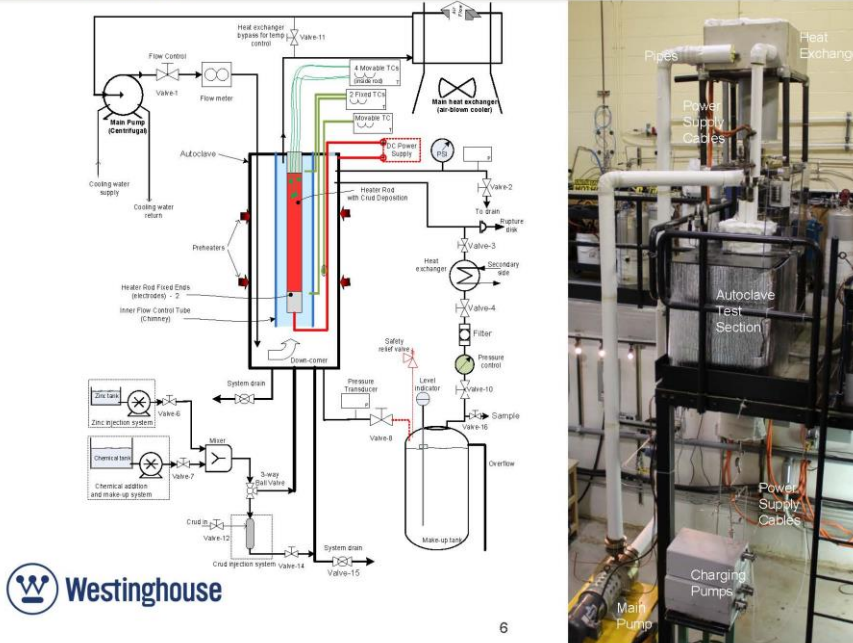 Heat exchanger
bypass for temp
control
Valve-11
Air
Flow
Flow Control
Valve-1
Flow meter
Main Pump
(Centrifugal)
4 Movable TCs
(inside rod)
T
2 Fixed TCs
T
Movable TC
T
Main heat exchanger
(air-blown cooler)
DC Power
Supply
PSI
P
Valve-2
To drain
Autoclave
Cooling water
supply
Cooling water
return
Heater Rod
with Crud Deposition
Rupture
disk
Valve-3
Preheaters
Heat
exchanger
Secondary
side
Heater Rod Fixed Ends
(electrodes) - 2
Inner Flow Control Tube
(Chimney)
Valve-4
Filter
Safety
relief valve
Pressure
control
Down-comer
System drain
Pressure
Transducer
P
Level
indicator
Valve-10
Zinc tank
Valve-6
Zinc injection system
Sample
Valve-16
Valve-8
Mixer
Chemical tank
Valve-7
Chemical addition
and make-up system
3-way
Ball Valve
Overflow
Crud in
Valve-12
Make-up tank
System drain
Crud injection system
Valve-14
Valve-15
Westinghouse
6
Heat
Exchange
Pipes
Power
Supply
Cables
Autoclave
Test
Section
Power
Supply
Cables
Charging
Pumps
Main
Pump